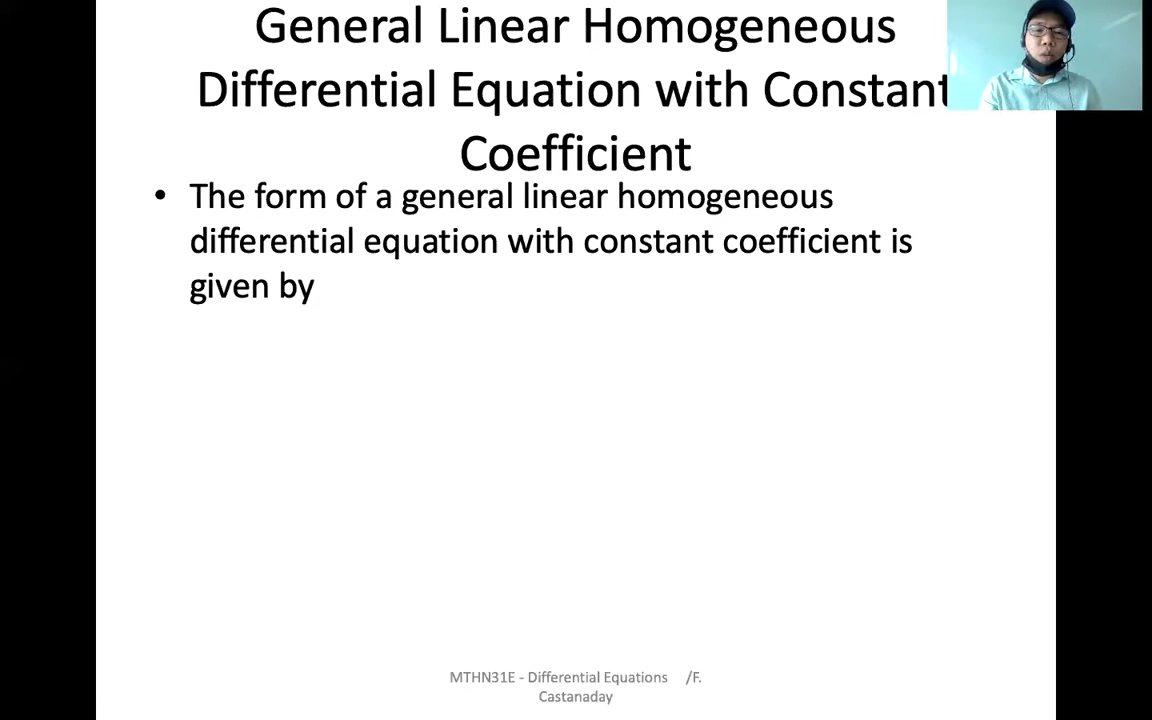 General Linear Homogeneous
Differential Equation with Constant
Coefficient
• The form of a general linear homogeneous
differential equation with constant coefficient is
given by
MTHN31E - Differential Equations /F.
Castanaday